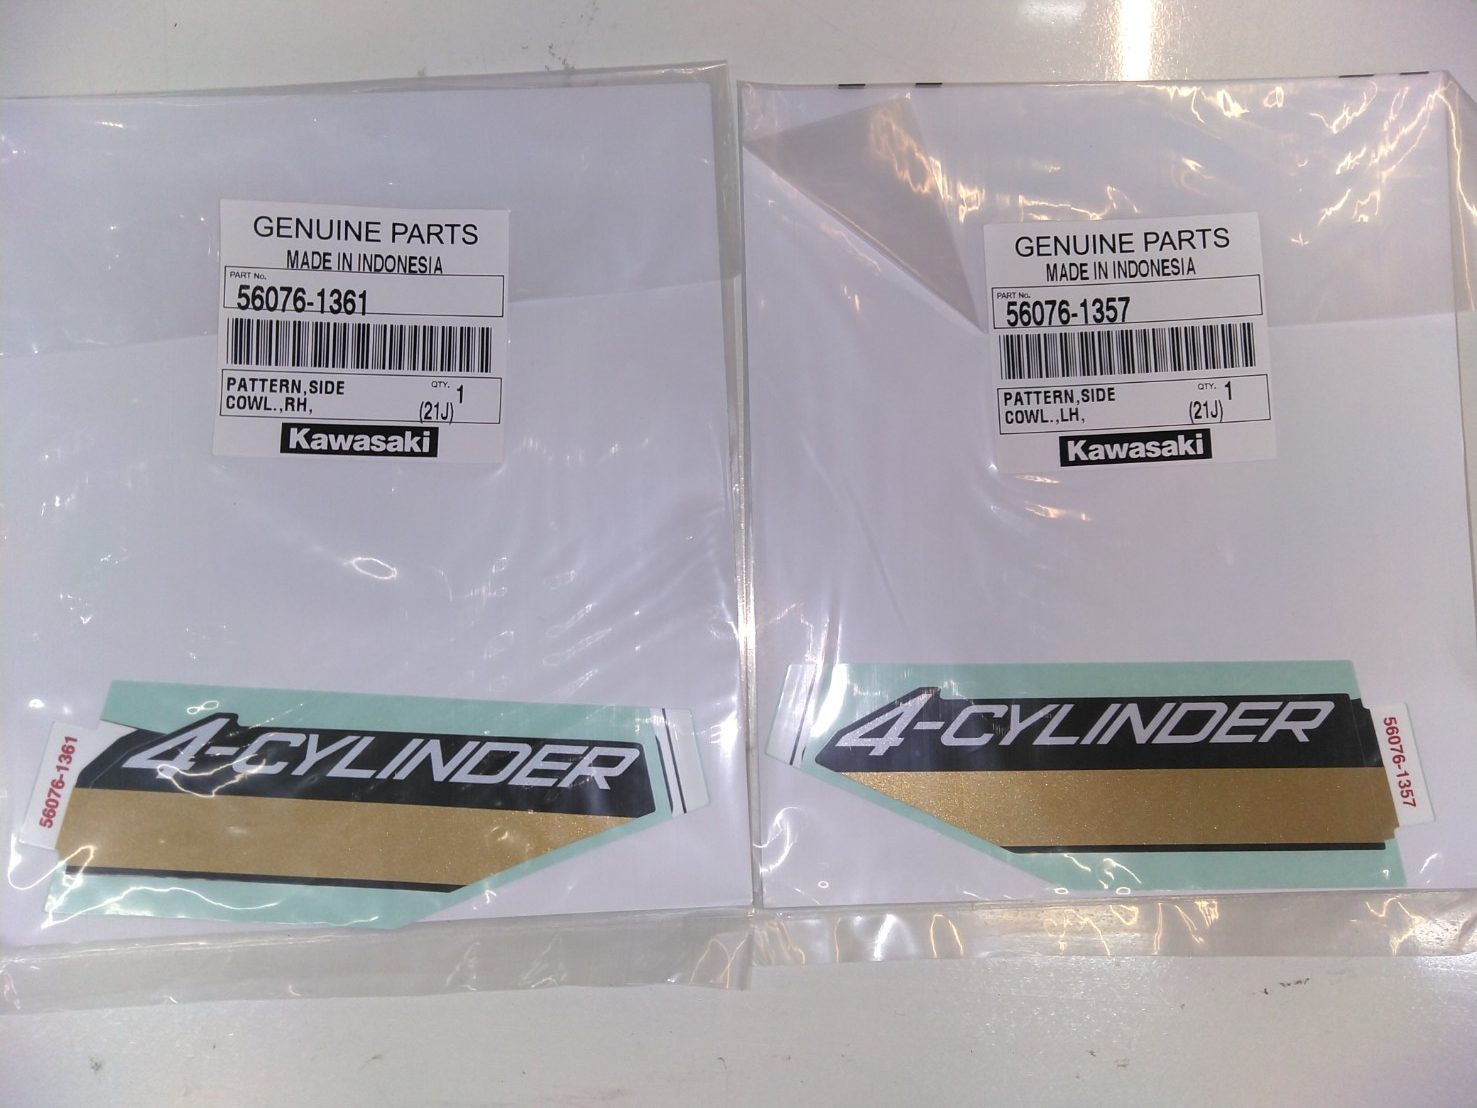 GENUINE PARTS
MADE IN INDONESIA
PART No.
56076-1361
PATTERN,SIDE
COWL.,RH,
QTY. 1
(21J)
Kawasaki
4-CYLINDER
56076-1361
GENUINE PARTS
MADE IN INDONESIA
PART No.
56076-1357
PATTERN,SIDE
COWL.,LH,
QTY. 1
(21J)
Kawasaki
4-CYLINDER
56076-1357